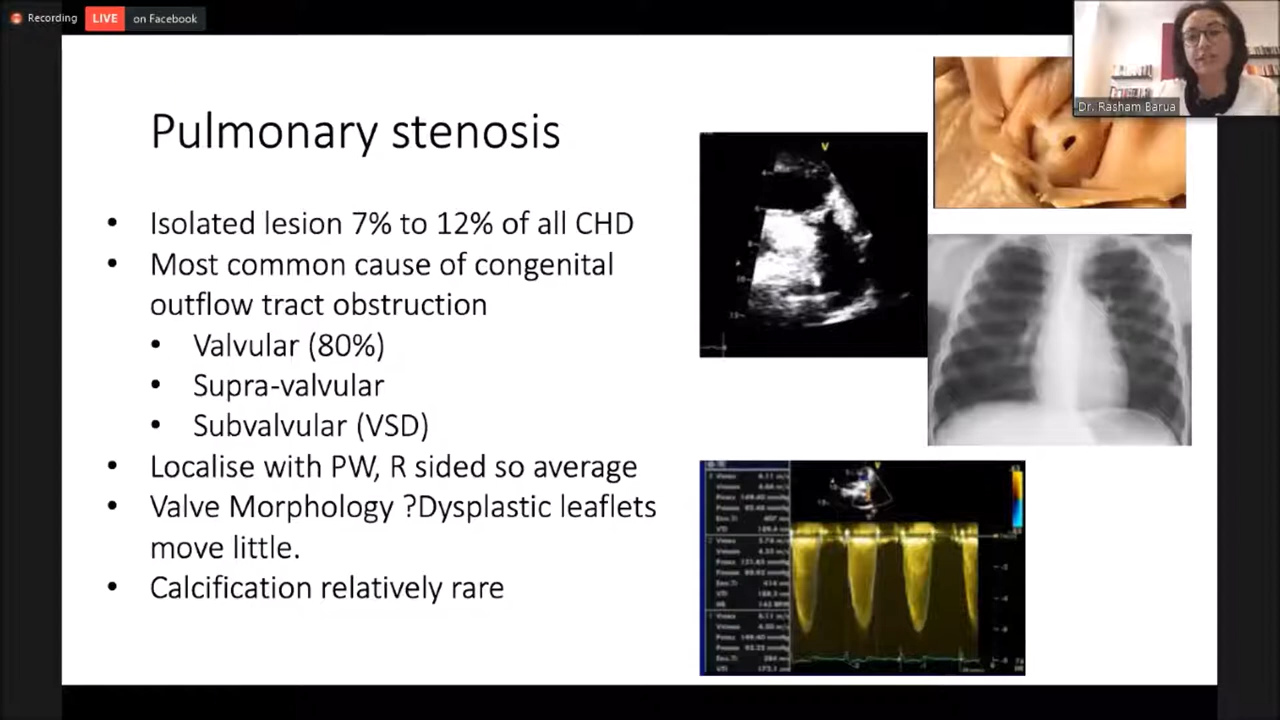 Recording
LIVE on Facebook
Dr. Rasham Barua
Pulmonary stenosis
• Isolated lesion 7% to 12% of all CHD
• Most common cause of congenital
outflow tract obstruction
• Valvular (80%)
• Supra-valvular
• Subvalvular (VSD)
• Localise with PW, R sided so average
• Valve Morphology ?Dysplastic leaflets
move little.
• Calcification relatively rare
V